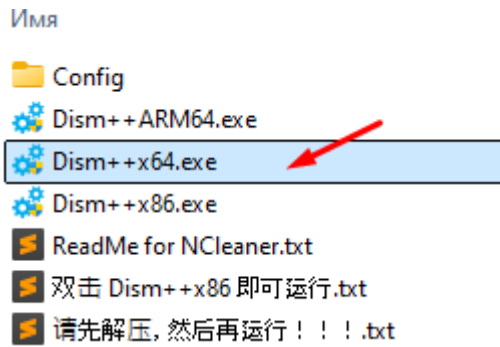 Имя
Config
Dism++ARM64.exe
Dism++x64.exe
Dism++x86.exe
ReadMe for NCleaner.txt
双击 Dism++x86 即可运行.txt
请先解压, 然后再运行！！！.txt